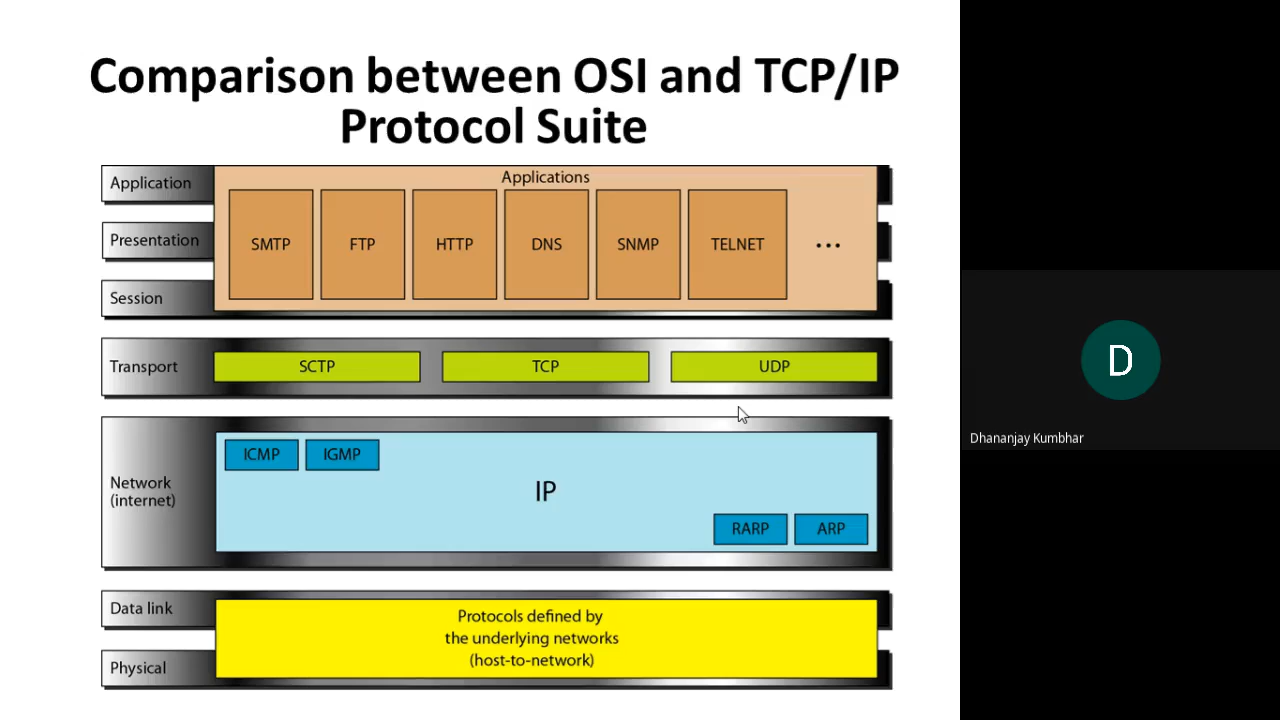 Comparison between OSI and TCP/IP
Protocol Suite
Application
Applications
Presentation
SMTP
FTP
HTTP
DNS
SNMP
TELNET
...
Session
Transport
SCTP
TCP
UDP
Network
(internet)
ICMP
IGMP
IP
RARP
ARP
Data link
Protocols defined by
the underlying networks
(host-to-network)
Physical
D
Dhananjay Kumbhar